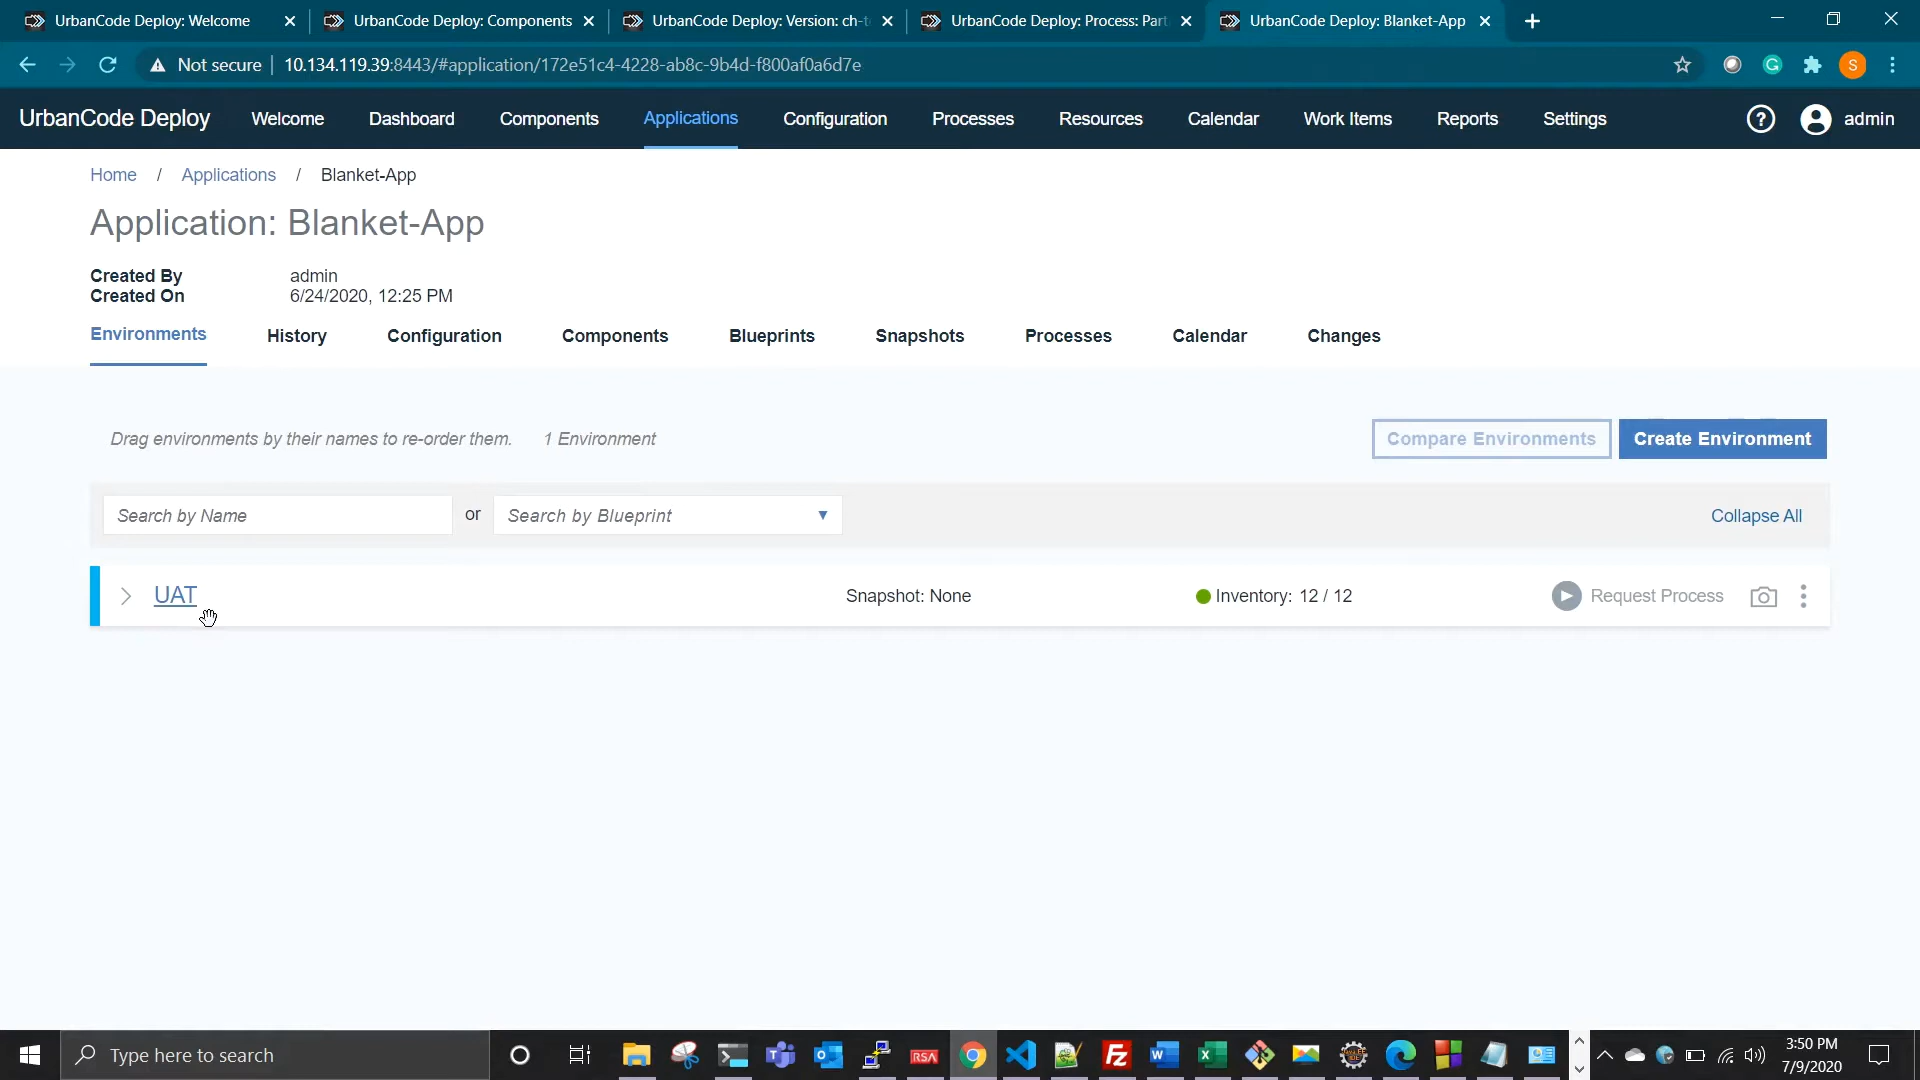 UrbanCode Deploy: Welcome
UrbanCode Deploy: Components
UrbanCode Deploy: Version: ch-t
UrbanCode Deploy: Process: Part
UrbanCode Deploy: Blanket-App
Not secure
10.134.119.39:8443/#application/172e51c4-4228-ab8c-9b4d-f800af0a6d7e
S
UrbanCode Deploy
Welcome
Dashboard
Components
Applications
Configuration
Processes
Resources
Calendar
Work Items
Reports
Settings
?
admin
Home / Applications / Blanket-App
Application: Blanket-App
Created By admin
Created On 6/24/2020, 12:25 PM
Environments
History
Configuration
Components
Blueprints
Snapshots
Processes
Calendar
Changes
Drag environments by their names to re-order them.
1 Environment
Compare Environments
Create Environment
Search by Name
or
Search by Blueprint
Collapse All
UAT
Snapshot: None
Inventory: 12 / 12
Request Process
Type here to search
RSA
3:50 PM
7/9/2020